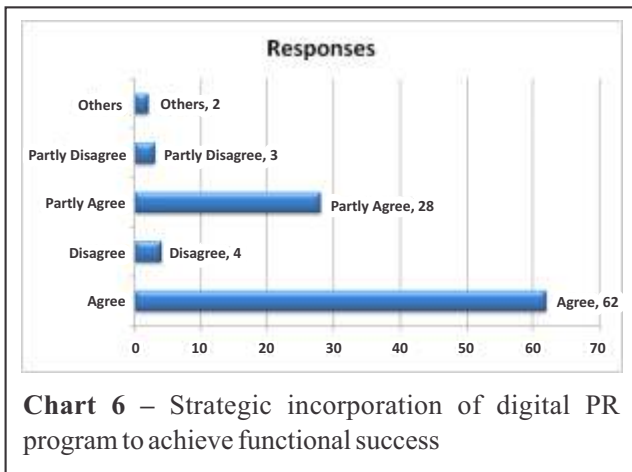 Responses
Others Others, 2
Partly Disagree Partly Disagree, 3
Partly Agree Partly Agree, 28
Disagree Disagree, 4
Agree Agree, 62
0 10 20 30 40 50 60 70
Chart 6 – Strategic incorporation of digital PR
program to achieve functional success